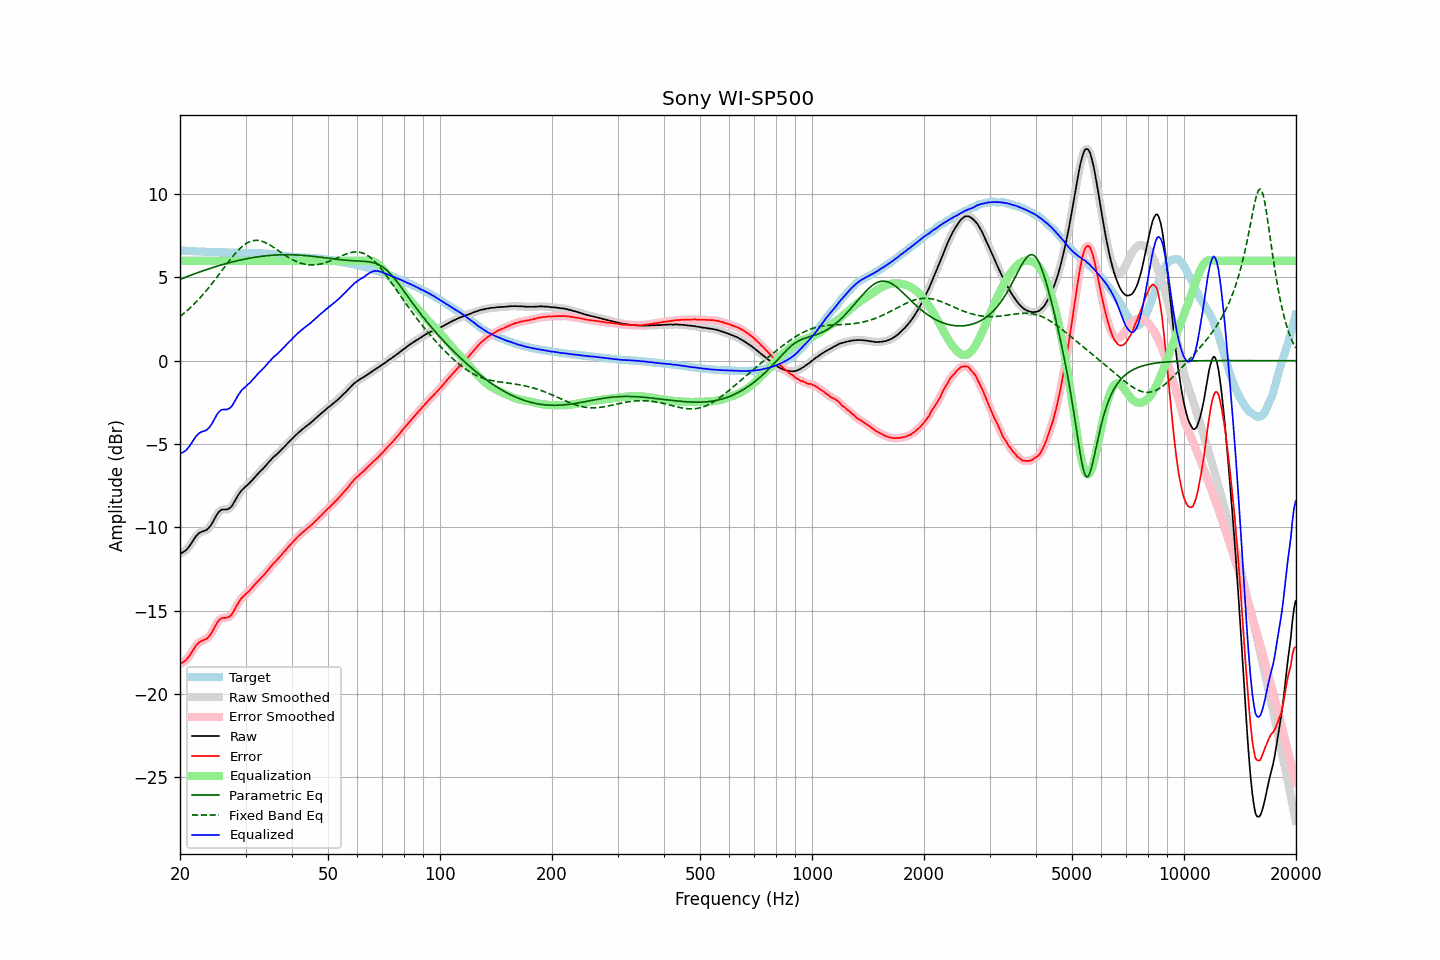 Sony WI-SP500
Amplitude (dBr)
10
5
0
−5
−10
−15
−20
−25
Target
Raw Smoothed
Error Smoothed
Raw
Error
Equalization
Parametric Eq
Fixed Band Eq
Equalized
20 50 100 200 500 1000 2000 5000 10000 20000
Frequency (Hz)